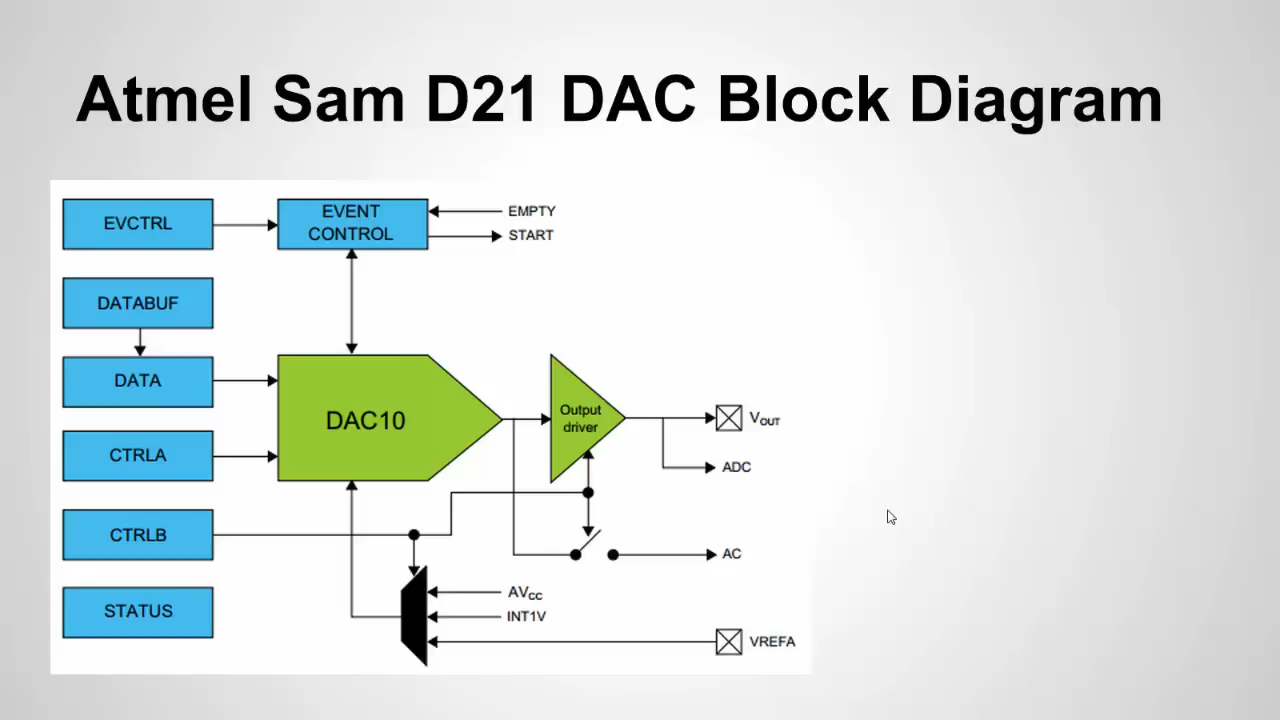 Atmel Sam D21 DAC Block Diagram
EVCTRL
EVENT
CONTROL
EMPTY
START
DATABUF
DATA
DAC10
Output
driver
VOUT
ADC
CTRLA
CTRLB
AC
STATUS
AVCC
INT1V
VREFA